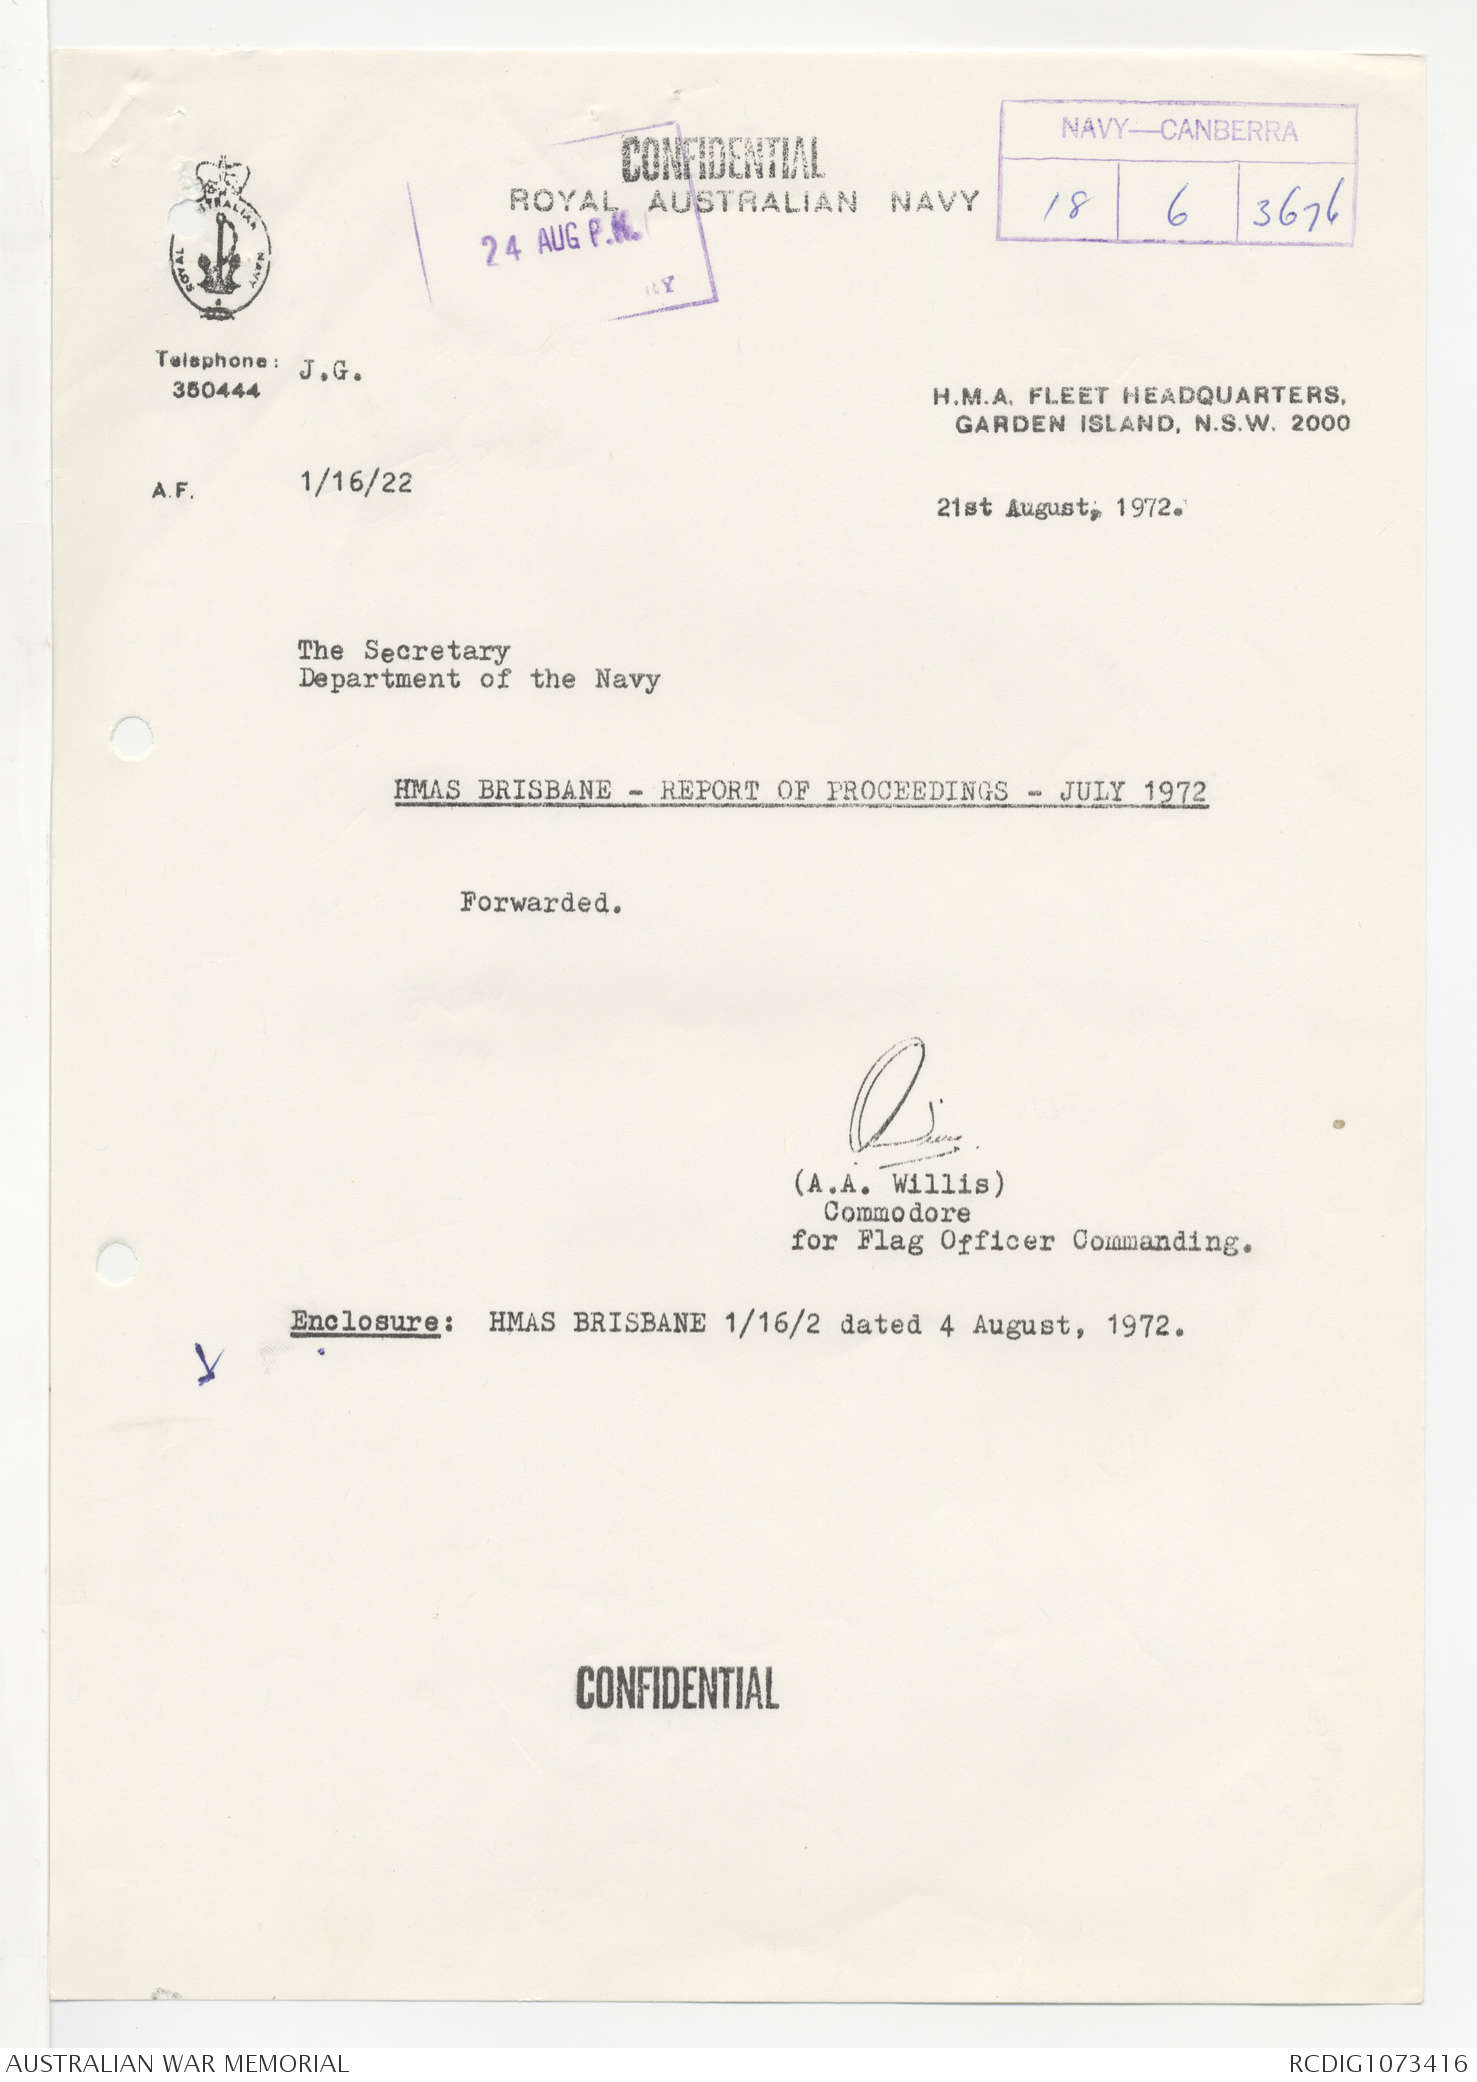 CONFIDENTIAL
ROYAL AUSTRALIAN NAVY
24 AUG P.M.
NAVY—CANBERRA
18 6 3676
ROYAL AUSTRALIAN NAVY
Telephone: J.G.
350444
H.M.A. FLEET HEADQUARTERS,
GARDEN ISLAND, N.S.W. 2000
A.F. 1/16/22
21st August, 1972.
The Secretary
Department of the Navy
HMAS BRISBANE - REPORT OF PROCEEDINGS - JULY 1972
Forwarded.
(A.A. Willis)
Commodore
for Flag Officer Commanding.
Enclosure: HMAS BRISBANE 1/16/2 dated 4 August, 1972.
CONFIDENTIAL
AUSTRALIAN WAR MEMORIAL
RCDIG1073416